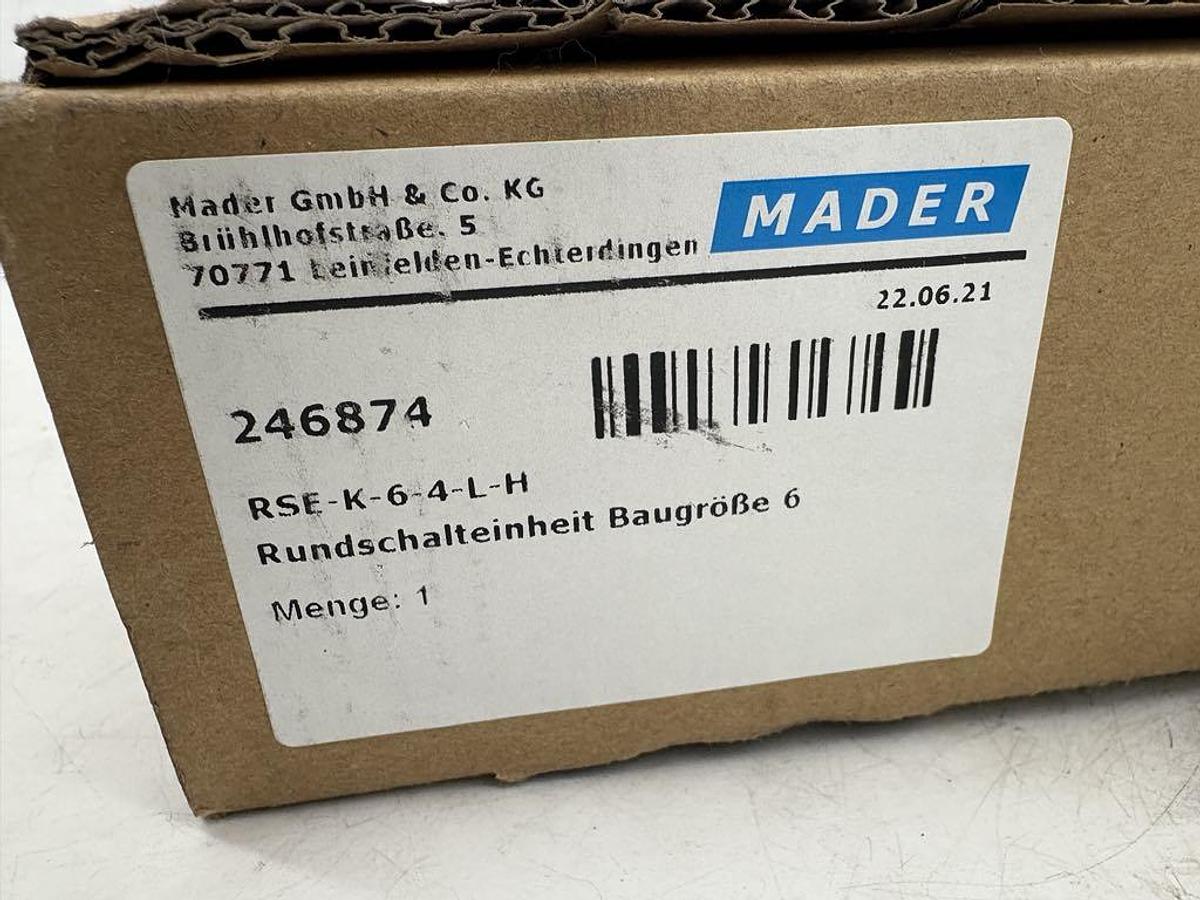 Mader GmbH & Co. KG
Brühlhofstraße. 5
70771 Leinfelden-Echterdingen
MADER
22.06.21
246874
RSE-K-6-4-L-H
Rundschalteinheit Baugröße 6
Menge: 1